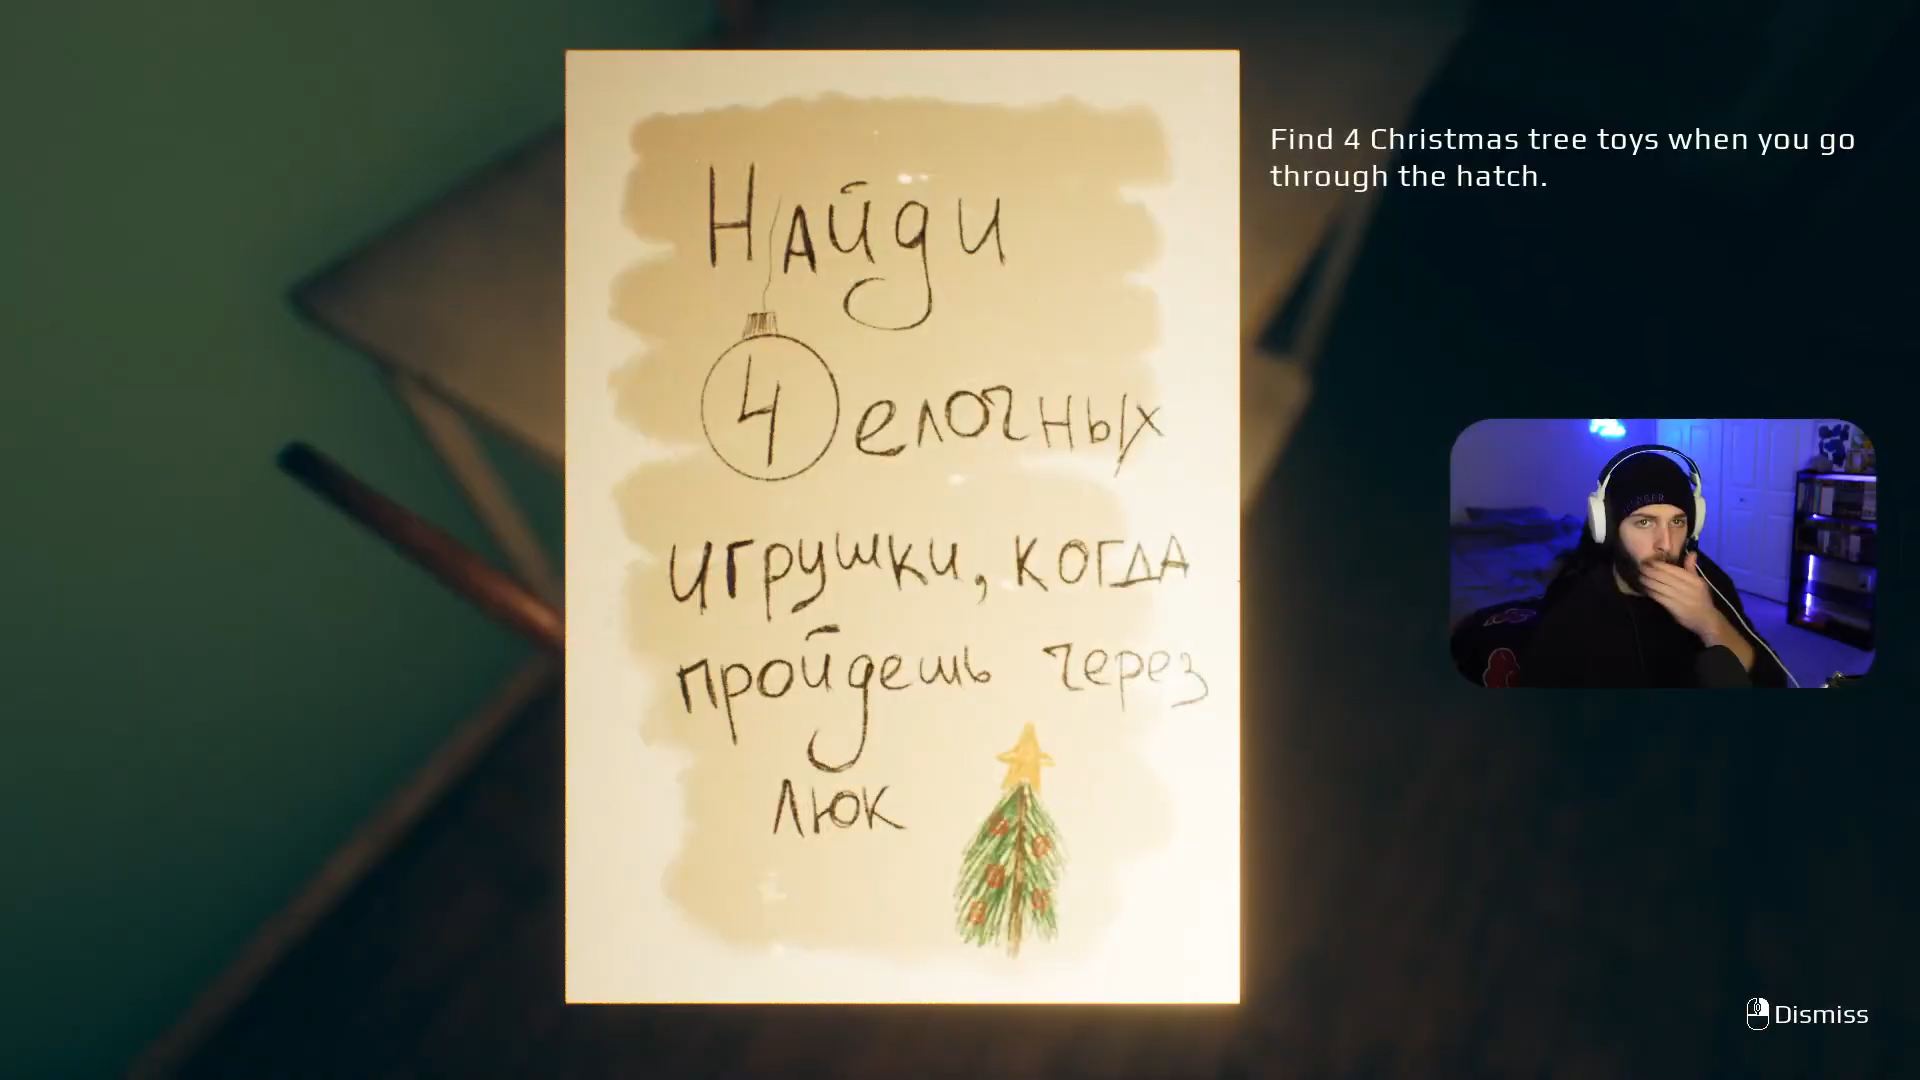 Найди
4 елочных
игрушки, когда
пройдешь через
люк
Find 4 Christmas tree toys when you go
through the hatch.
Dismiss